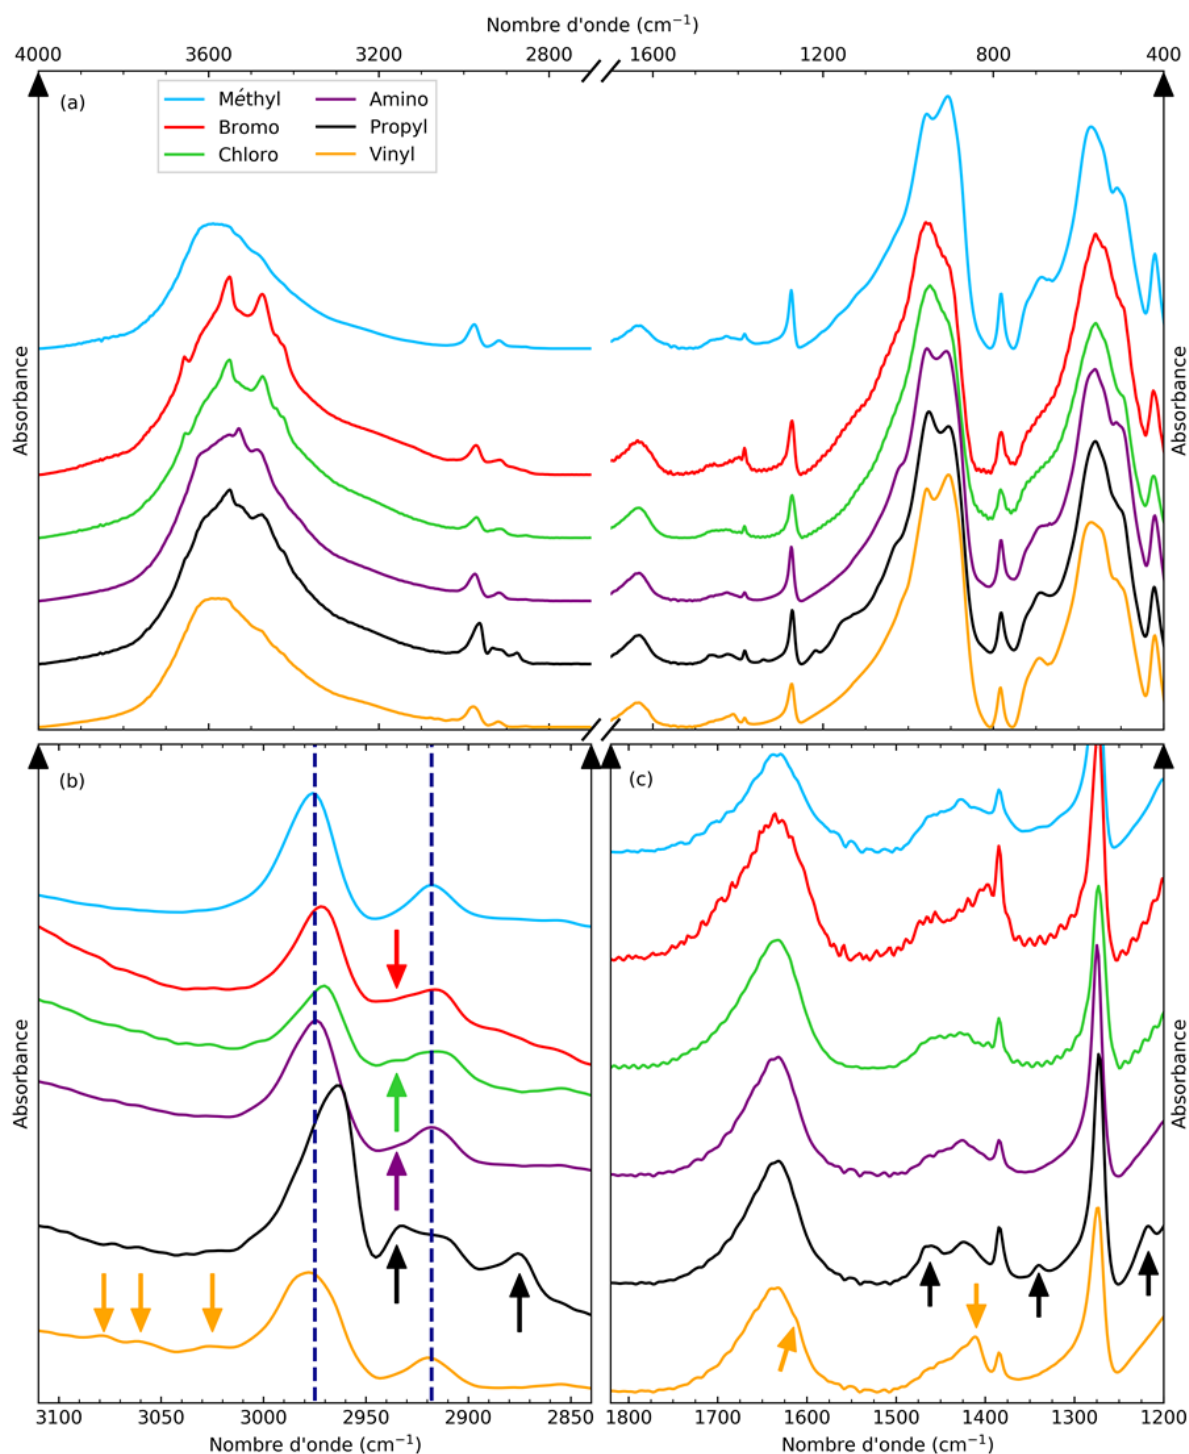 Nombre d'onde (cm⁻¹)
4000 3600 3200 2800 1600 1200 800 400
(a)
Méthyl Amino
Bromo Propyl
Chloro Vinyl
Absorbance Absorbance
(b) (c)
Absorbance Absorbance
3100 3050 3000 2950 2900 2850 1800 1700 1600 1500 1400 1300 1200
Nombre d'onde (cm⁻¹) Nombre d'onde (cm⁻¹)